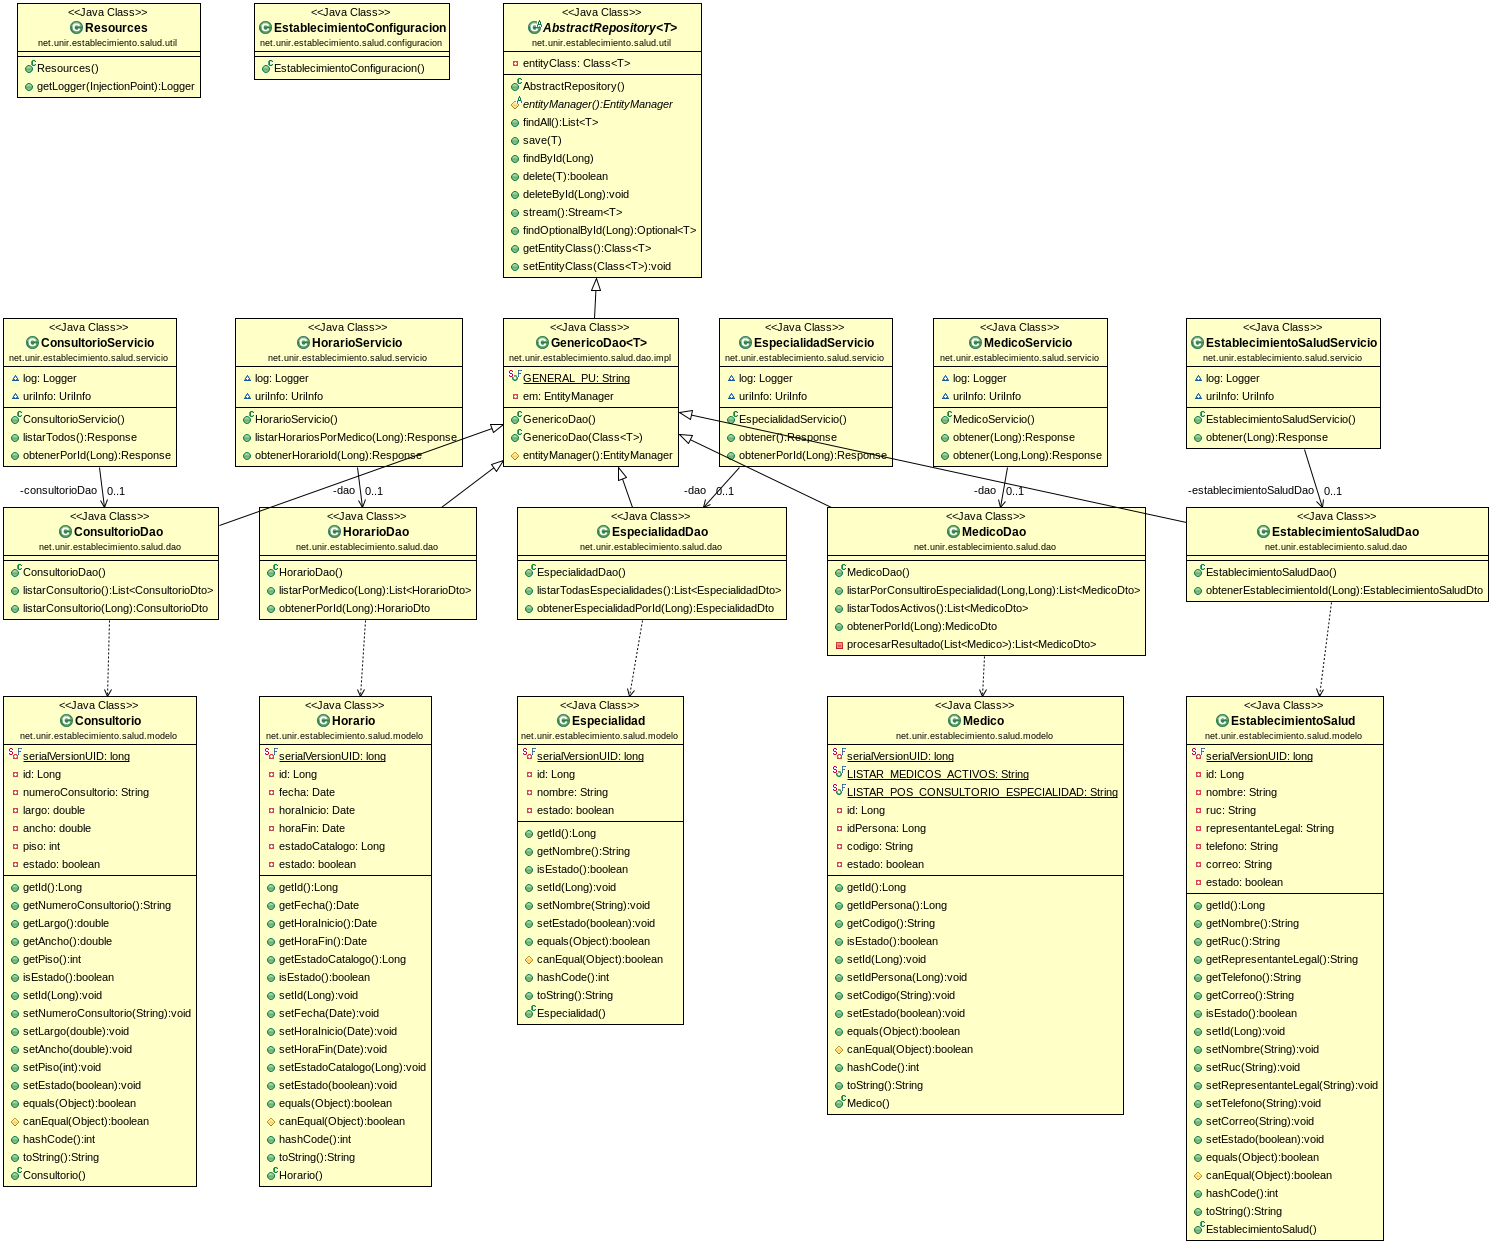 <<Java Class>>
Resources
net.unir.establecimiento.salud.util
Resources()
getLogger(InjectionPoint):Logger
<<Java Class>>
EstablecimientoConfiguracion
net.unir.establecimiento.salud.configuracion
EstablecimientoConfiguracion()
<<Java Class>>
AbstractRepository<T>
net.unir.establecimiento.salud.util
entityClass: Class<T>
AbstractRepository()
entityManager():EntityManager
findAll():List<T>
save(T)
findById(Long)
delete(T):boolean
deleteById(Long):void
stream():Stream<T>
findOptionalById(Long):Optional<T>
getEntityClass():Class<T>
setEntityClass(Class<T>):void
<<Java Class>>
ConsultorioServicio
net.unir.establecimiento.salud.servicio
log: Logger
uriInfo: UriInfo
ConsultorioServicio()
listarTodos():Response
obtenerPorId(Long):Response
<<Java Class>>
HorarioServicio
net.unir.establecimiento.salud.servicio
log: Logger
uriInfo: UriInfo
HorarioServicio()
listarHorariosPorMedico(Long):Response
obtenerHorarioId(Long):Response
<<Java Class>>
GenericoDao<T>
net.unir.establecimiento.salud.dao.impl
GENERAL_PU: String
em: EntityManager
GenericoDao()
GenericoDao(Class<T>)
entityManager():EntityManager
<<Java Class>>
EspecialidadServicio
net.unir.establecimiento.salud.servicio
log: Logger
uriInfo: UriInfo
EspecialidadServicio()
obtener():Response
obtenerPorId(Long):Response
<<Java Class>>
MedicoServicio
net.unir.establecimiento.salud.servicio
log: Logger
uriInfo: UriInfo
MedicoServicio()
obtener(Long):Response
obtener(Long,Long):Response
<<Java Class>>
EstablecimientoSaludServicio
net.unir.establecimiento.salud.servicio
log: Logger
uriInfo: UriInfo
EstablecimientoSaludServicio()
obtener(Long):Response
-consultorioDao 0..1
-dao 0..1
-dao 0..1
-dao 0..1
-establecimientoSaludDao 0..1
<<Java Class>>
ConsultorioDao
net.unir.establecimiento.salud.dao
ConsultorioDao()
listarConsultorio():List<ConsultorioDto>
listarConsultorio(Long):ConsultorioDto
<<Java Class>>
HorarioDao
net.unir.establecimiento.salud.dao
HorarioDao()
listarPorMedico(Long):List<HorarioDto>
obtenerPorId(Long):HorarioDto
<<Java Class>>
EspecialidadDao
net.unir.establecimiento.salud.dao
EspecialidadDao()
listarTodasEspecialidades():List<EspecialidadDto>
obtenerEspecialidadPorId(Long):EspecialidadDto
<<Java Class>>
MedicoDao
net.unir.establecimiento.salud.dao
MedicoDao()
listarPorConsultiroEspecialidad(Long,Long):List<MedicoDto>
listarTodosActivos():List<MedicoDto>
obtenerPorId(Long):MedicoDto
procesarResultado(List<Medico>):List<MedicoDto>
<<Java Class>>
EstablecimientoSaludDao
net.unir.establecimiento.salud.dao
EstablecimientoSaludDao()
obtenerEstablecimientoId(Long):EstablecimientoSaludDto
<<Java Class>>
Consultorio
net.unir.establecimiento.salud.modelo
serialVersionUID: long
id: Long
numeroConsultorio: String
largo: double
ancho: double
piso: int
estado: boolean
getId():Long
getNumeroConsultorio():String
getLargo():double
getAncho():double
getPiso():int
isEstado():boolean
setId(Long):void
setNumeroConsultorio(String):void
setLargo(double):void
setAncho(double):void
setPiso(int):void
setEstado(boolean):void
equals(Object):boolean
canEqual(Object):boolean
hashCode():int
toString():String
Consultorio()
<<Java Class>>
Horario
net.unir.establecimiento.salud.modelo
serialVersionUID: long
id: Long
fecha: Date
horaInicio: Date
horaFin: Date
estadoCatalogo: Long
estado: boolean
getId():Long
getFecha():Date
getHoraInicio():Date
getHoraFin():Date
getEstadoCatalogo():Long
isEstado():boolean
setId(Long):void
setFecha(Date):void
setHoraInicio(Date):void
setHoraFin(Date):void
setEstadoCatalogo(Long):void
setEstado(boolean):void
equals(Object):boolean
canEqual(Object):boolean
hashCode():int
toString():String
Horario()
<<Java Class>>
Especialidad
net.unir.establecimiento.salud.modelo
serialVersionUID: long
id: Long
nombre: String
estado: boolean
getId():Long
getNombre():String
isEstado():boolean
setId(Long):void
setNombre(String):void
setEstado(boolean):void
equals(Object):boolean
canEqual(Object):boolean
hashCode():int
toString():String
Especialidad()
<<Java Class>>
Medico
net.unir.establecimiento.salud.modelo
serialVersionUID: long
LISTAR_MEDICOS_ACTIVOS: String
LISTAR_POS_CONSULTORIO_ESPECIALIDAD: String
id: Long
idPersona: Long
codigo: String
estado: boolean
getId():Long
getIdPersona():Long
getCodigo():String
isEstado():boolean
setId(Long):void
setIdPersona(Long):void
setCodigo(String):void
setEstado(boolean):void
equals(Object):boolean
canEqual(Object):boolean
hashCode():int
toString():String
Medico()
<<Java Class>>
EstablecimientoSalud
net.unir.establecimiento.salud.modelo
serialVersionUID: long
id: Long
nombre: String
ruc: String
representanteLegal: String
telefono: String
correo: String
estado: boolean
getId():Long
getNombre():String
getRuc():String
getRepresentanteLegal():String
getTelefono():String
getCorreo():String
isEstado():boolean
setId(Long):void
setNombre(String):void
setRuc(String):void
setRepresentanteLegal(String):void
setTelefono(String):void
setCorreo(String):void
setEstado(boolean):void
equals(Object):boolean
canEqual(Object):boolean
hashCode():int
toString():String
EstablecimientoSalud()